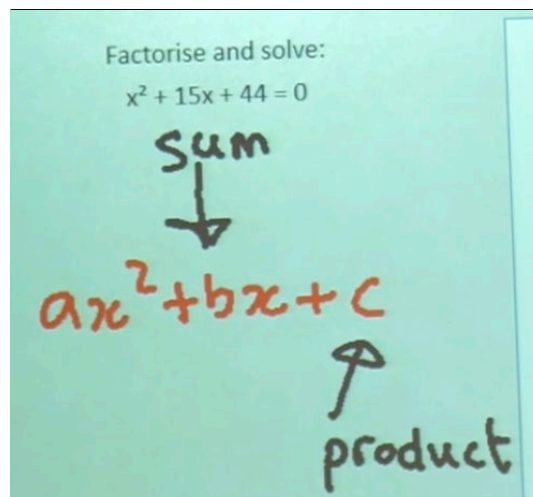 Factorise and solve:
x² + 15x + 44 = 0
sum
ax²+bx+c
product